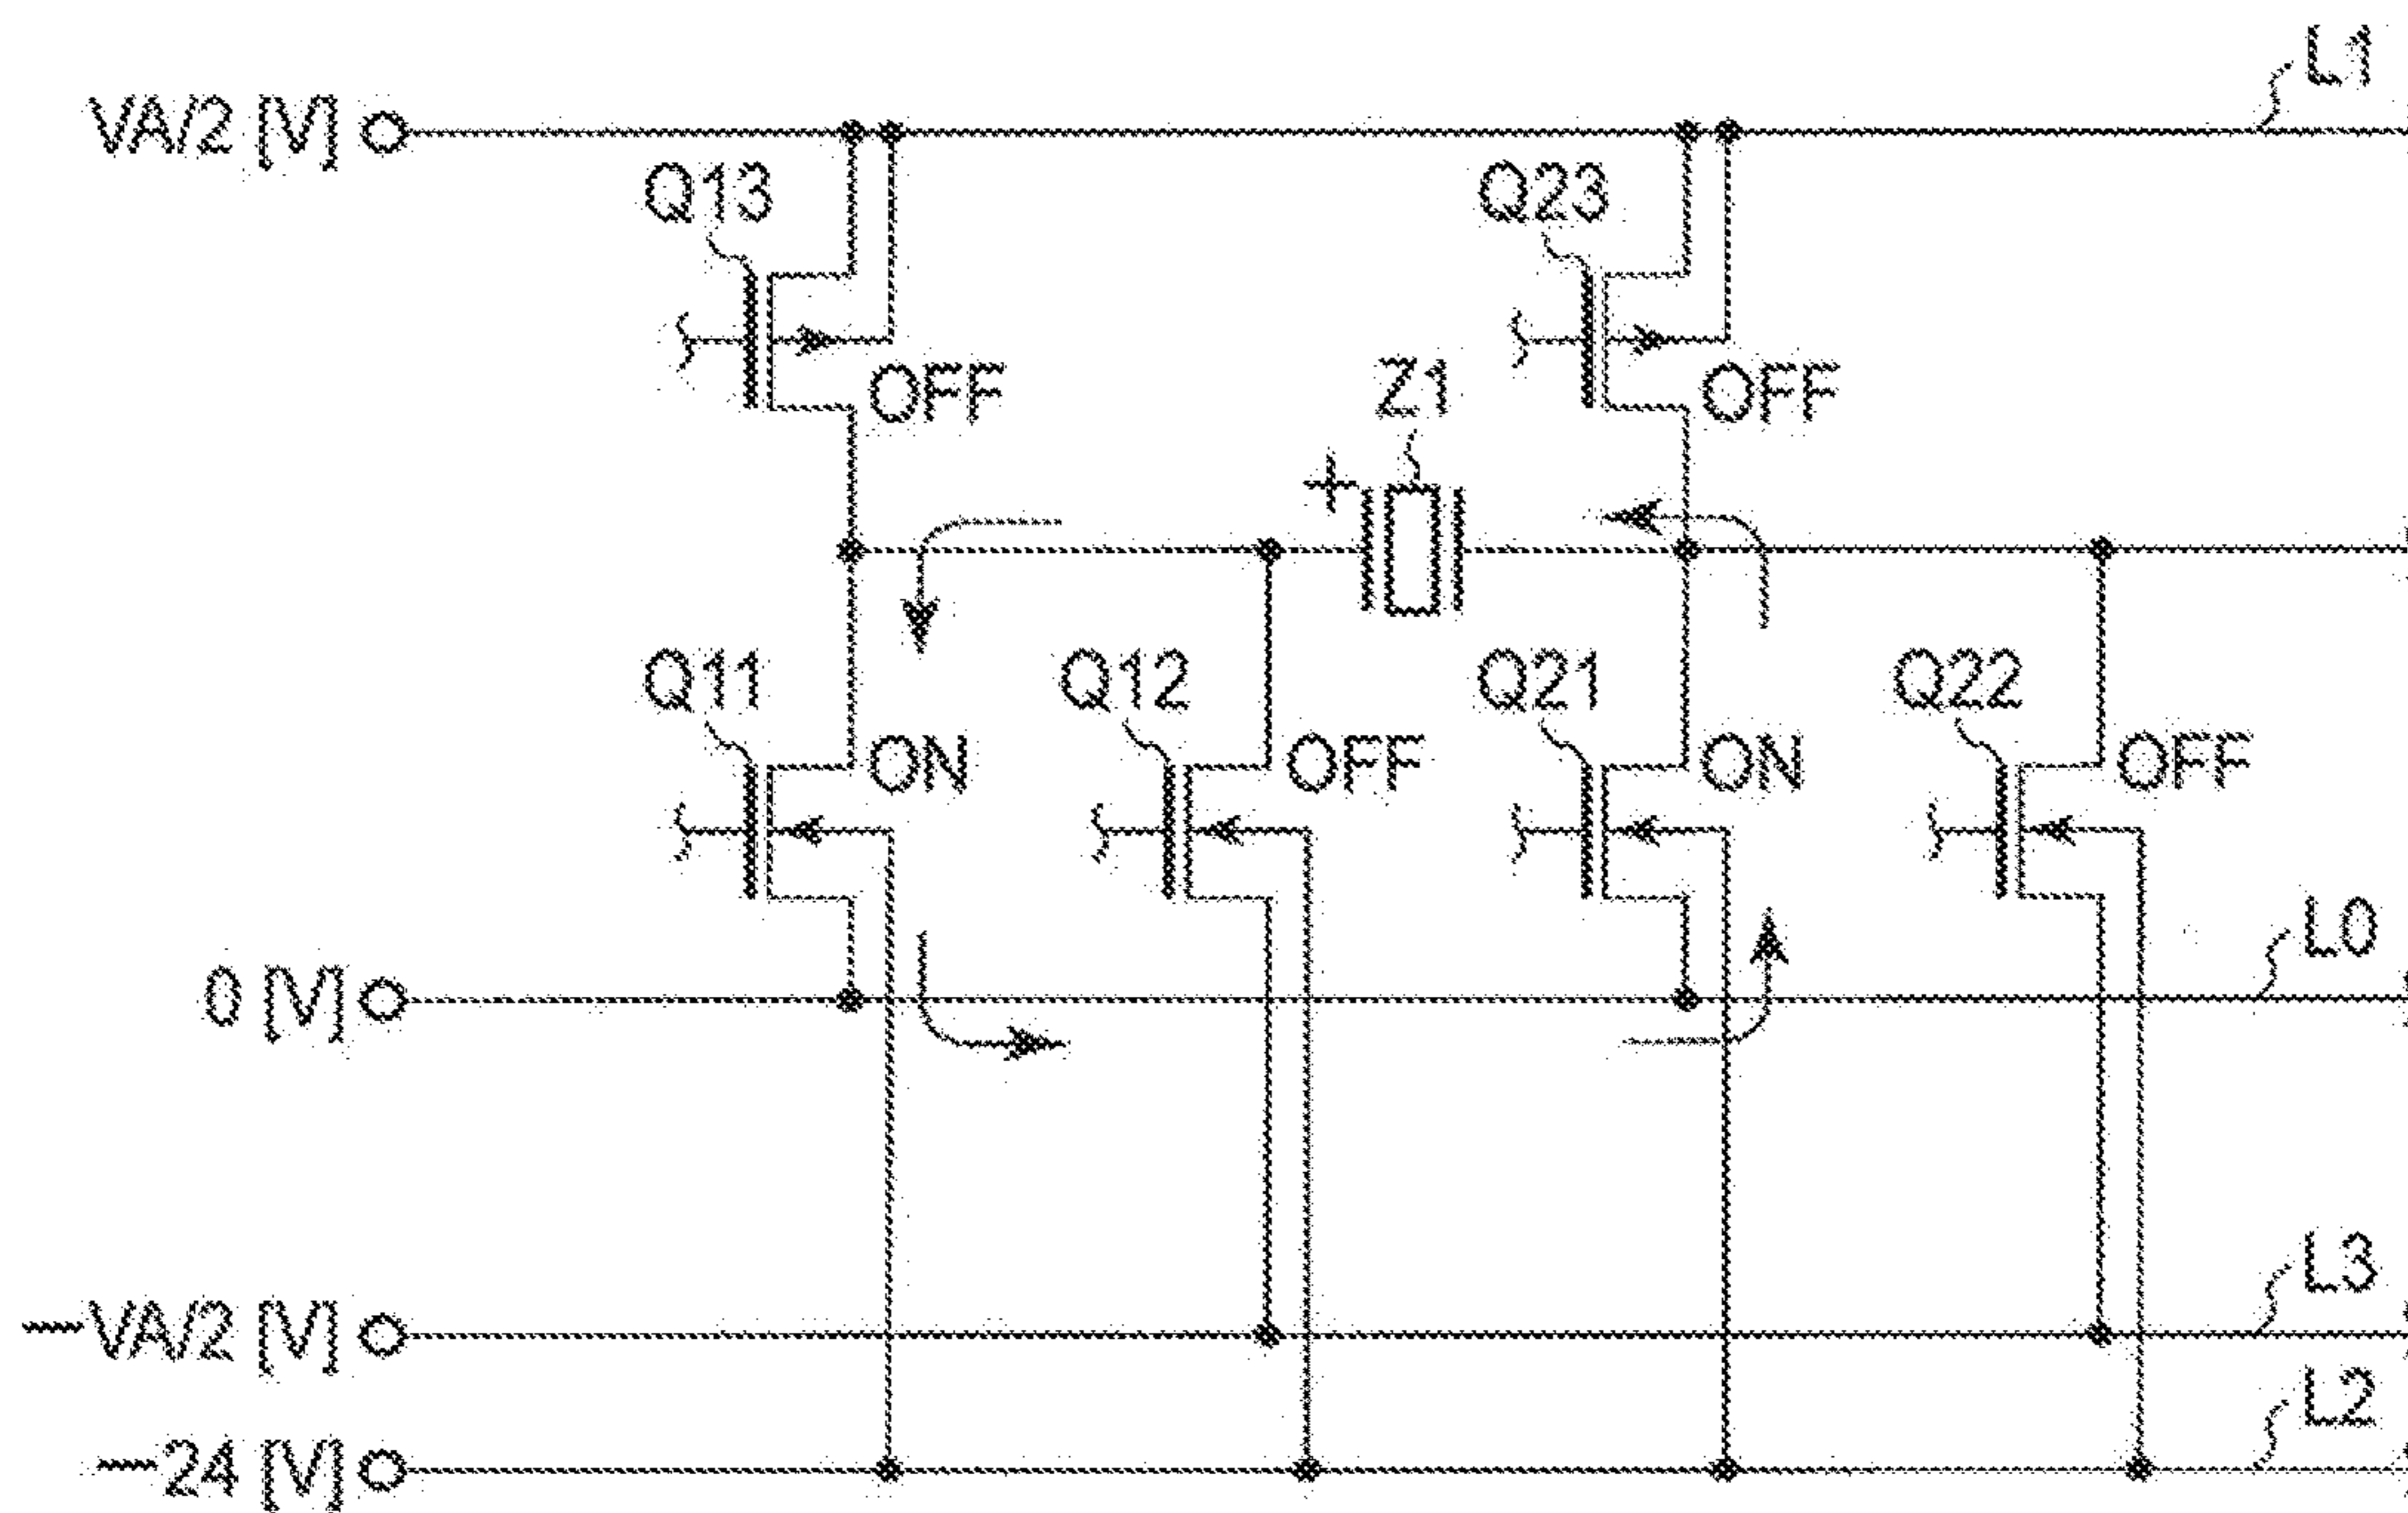 L1
VA/2 [V]
Q13
Q23
OFF
Z1
OFF
+
Q11
Q12
Q21
Q22
ON
OFF
ON
OFF
0 [V]
L0
L3
—VA/2 [V]
L2
—24 [V]